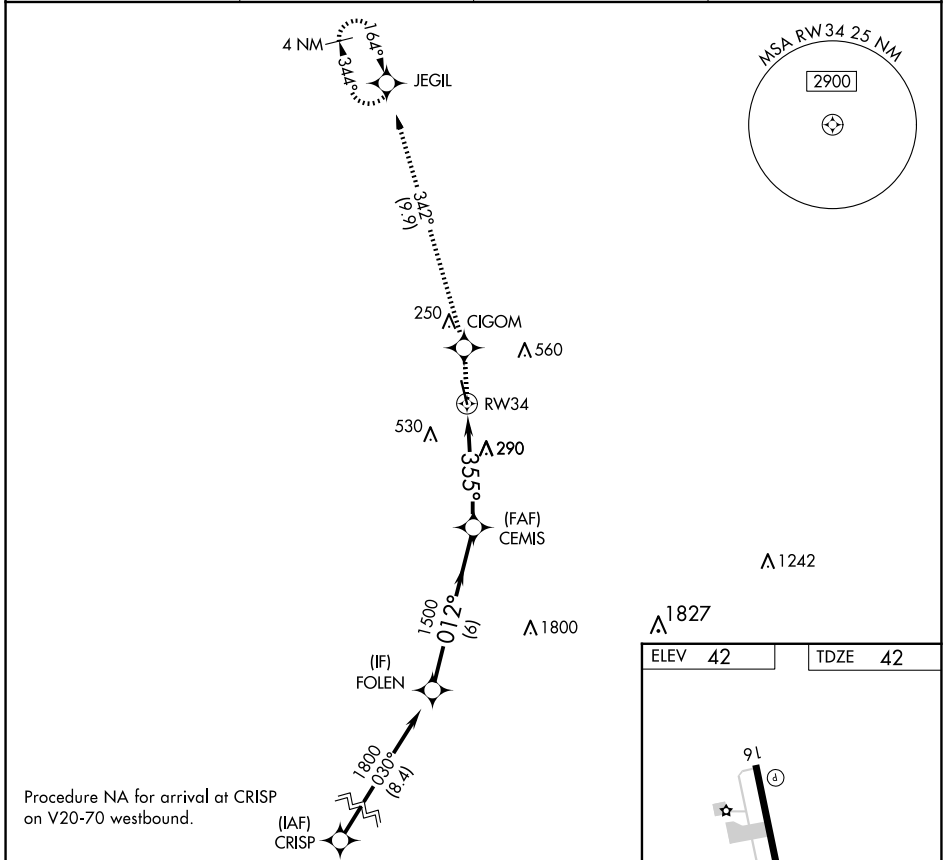 MSA RW34 25 NM
2900
4 NM
164°
344°
JEGIL
342°
(9.9)
250
CIGOM
560
RW34
530
290
355°
(FAF)
CEMIS
1242
1500
012°
(6)
1800
1827
(IF)
FOLEN
ELEV 42
TDZE 42
1800
030°
(8.4)
16
P
Procedure NA for arrival at CRISP
on V20-70 westbound.
(IAF)
CRISP